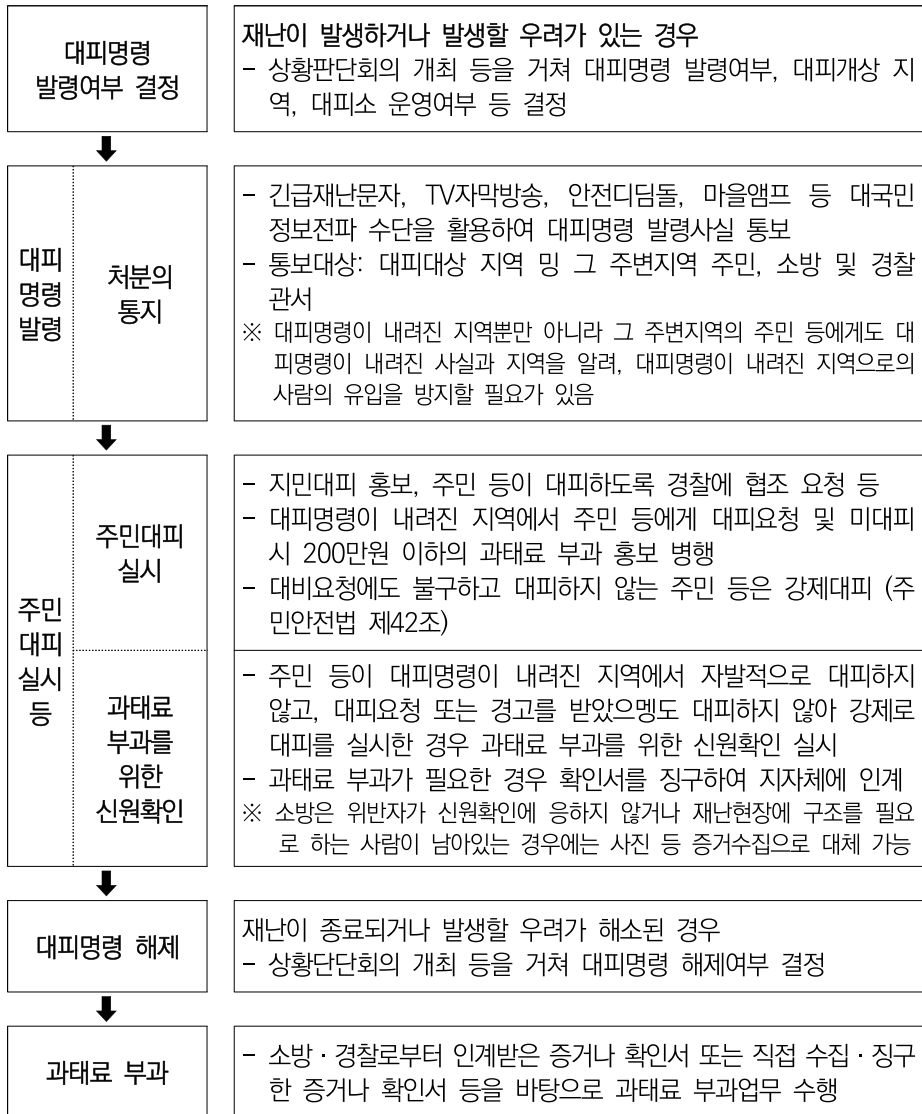 대피명령
발령여부 결정
재난이 발생하거나 발생할 우려가 있는 경우
- 상황판단회의 개최 등을 거쳐 대피명령 발령여부, 대피개상 지
역, 대피소 운영여부 등 결정
대피
명령
발령
처분의
통지
- 긴급재난문자, TV자막방송, 안전디딤돌, 마을앰프 등 대국민
정보전파 수단을 활용하여 대피명령 발령사실 통보
- 통보대상: 대피대상 지역 밍 그 주변지역 주민, 소방 및 경찰
관서
※ 대피명령이 내려진 지역뿐만 아니라 그 주변지역의 주민 등에게도 대
피명령이 내려진 사실과 지역을 알려, 대피명령이 내려진 지역으로의
사람의 유입을 방지할 필요가 있음
주민
대피
실시
등
주민대피
실시
- 지민대피 홍보, 주민 등이 대피하도록 경찰에 협조 요청 등
- 대피명령이 내려진 지역에서 주민 등에게 대피요청 및 미대피
시 200만원 이하의 과태료 부과 홍보 병행
- 대비요청에도 불구하고 대피하지 않는 주민 등은 강제대피 (주
민안전법 제42조)
과태료
부과를
위한
신원확인
- 주민 등이 대피명령이 내려진 지역에서 자발적으로 대피하지
않고, 대피요청 또는 경고를 받았으멩도 대피하지 않아 강제로
대피를 실시한 경우 과태료 부과를 위한 신원확인 실시
- 과태료 부과가 필요한 경우 확인서를 징구하여 지자체에 인계
※ 소방은 위반자가 신원확인에 응하지 않거나 재난현장에 구조를 필요
로 하는 사람이 남아있는 경우에는 사진 등 증거수집으로 대체 가능
대피명령 해제
재난이 종료되거나 발생할 우려가 해소된 경우
- 상황단단회의 개최 등을 거쳐 대피명령 해제여부 결정
과태료 부과
- 소방·경찰로부터 인계받은 증거나 확인서 또는 직접 수집·징구
한 증거나 확인서 등을 바탕으로 과태료 부과업무 수행